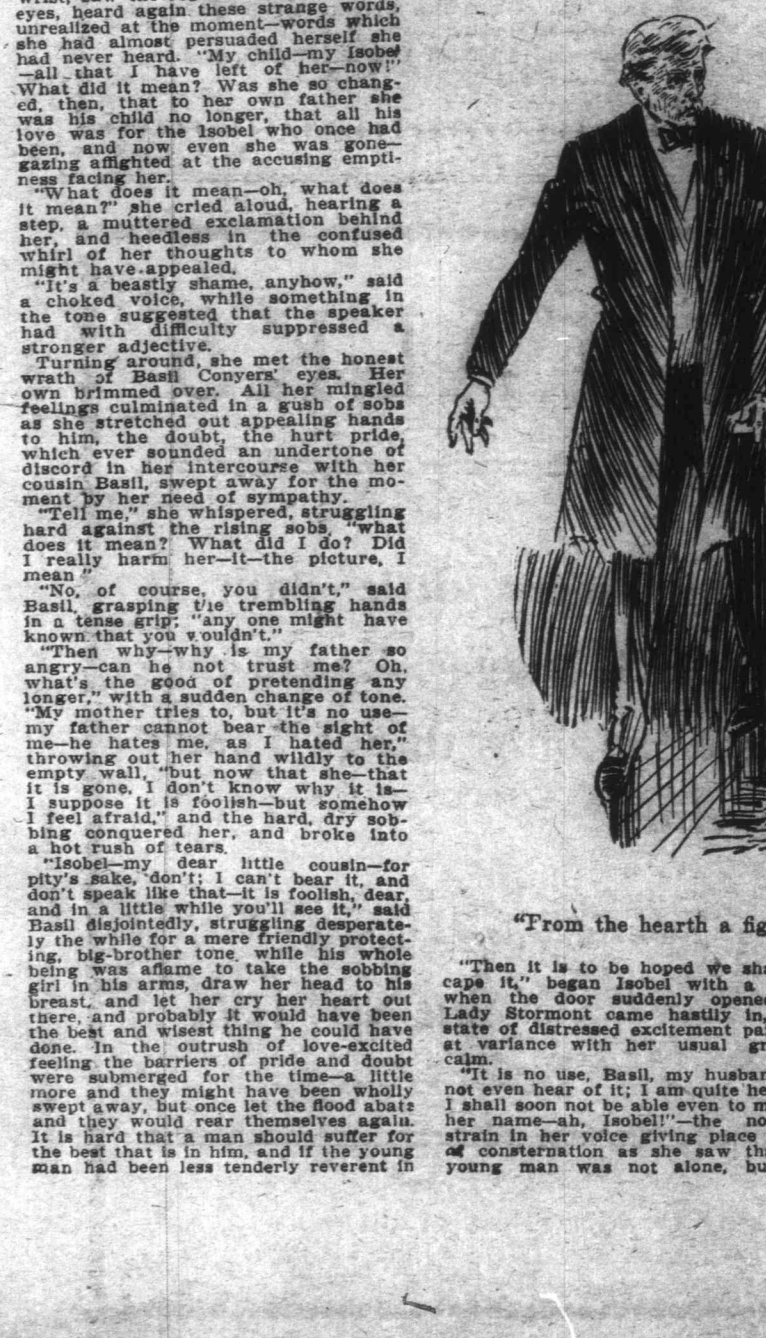 eyes, heard again these strange words,
unrealized at the moment—words which
she had almost persuaded herself she
had never heard. "My child—my Isobel
—all that I have left of her—now!"
What did it mean? Was she so chang-
ed, then, that to her own father she
was his child no longer, that all his
love was for the Isobel who once had
been, and now even she was gone—
gazing affighted at the accusing empti-
ness facing her.
"What does it mean—oh, what does
it mean?" she cried aloud, hearing a
step, a muttered exclamation behind
her, and heedless in the confused
whirl of her thoughts to whom she
might have appealed.
"It's a beastly shame, anyhow," said
a choked voice, while something in
the tone suggested that the speaker
had with difficulty suppressed a
stronger adjective.
Turning around, she met the honest
wrath of Basil Conyers' eyes. Her
own brimmed over. All her mingled
feelings culminated in a gush of sobs
as she stretched out appealing hands
to him, the doubt, the hurt pride,
which ever sounded an undertone of
discord in her intercourse with her
cousin Basil, swept away for the mo-
ment by her need of sympathy.
"Tell me," she whispered, struggling
hard against the rising sobs, "what
does it mean? What did I do? Did
I really harm her—it—the picture, I
mean"
"No, of course, you didn't," said
Basil, grasping the trembling hands
in a tense grip; "any one might have
known that you wouldn't."
"Then why—why is my father so
angry—can he not trust me? Oh,
what's the good of pretending any
longer," with a sudden change of tone.
"My mother tries to, but it's no use—
my father cannot bear the sight of
me—he hates me, as I hated her,"
throwing out her hand wildly to the
empty wall, "but now that she—that
it is gone, I don't know why it is—
I suppose it is foolish—but somehow
I feel afraid," and the hard, dry sob-
bing conquered her, and broke into
a hot rush of tears.
"Isobel—my dear little cousin—for
pity's sake, don't; I can't bear it, and
don't speak like that—it is foolish, dear,
and in a little while you'll see it," said
Basil disjointedly, struggling desperate-
ly the while for a mere friendly protect-
ing, big-brother tone, while his whole
being was aflame to take the sobbing
girl in his arms, draw her head to his
breast, and let her cry her heart out
there, and probably it would have been
the best and wisest thing he could have
done. In the outrush of love-excited
feeling the barriers of pride and doubt
were submerged for the time—a little
more and they might have been wholly
swept away, but once let the flood abate
and they would rear themselves again.
It is hard that a man should suffer for
the best that is in him, and if the young
man had been less tenderly reverent in
"From the hearth a fig
"Then it is to be hoped we sha
cape it," began Isobel with a
when the door suddenly opened
Lady Stormont came hastily in,
state of distressed excitement pa
at variance with her usual gr
calm.
"It is no use, Basil, my husban
not even hear of it; I am quite he
I shall soon not be able even to m
her name—ah, Isobel!"—the no
strain in her voice giving place
of consternation as she saw th
young man was not alone, bu